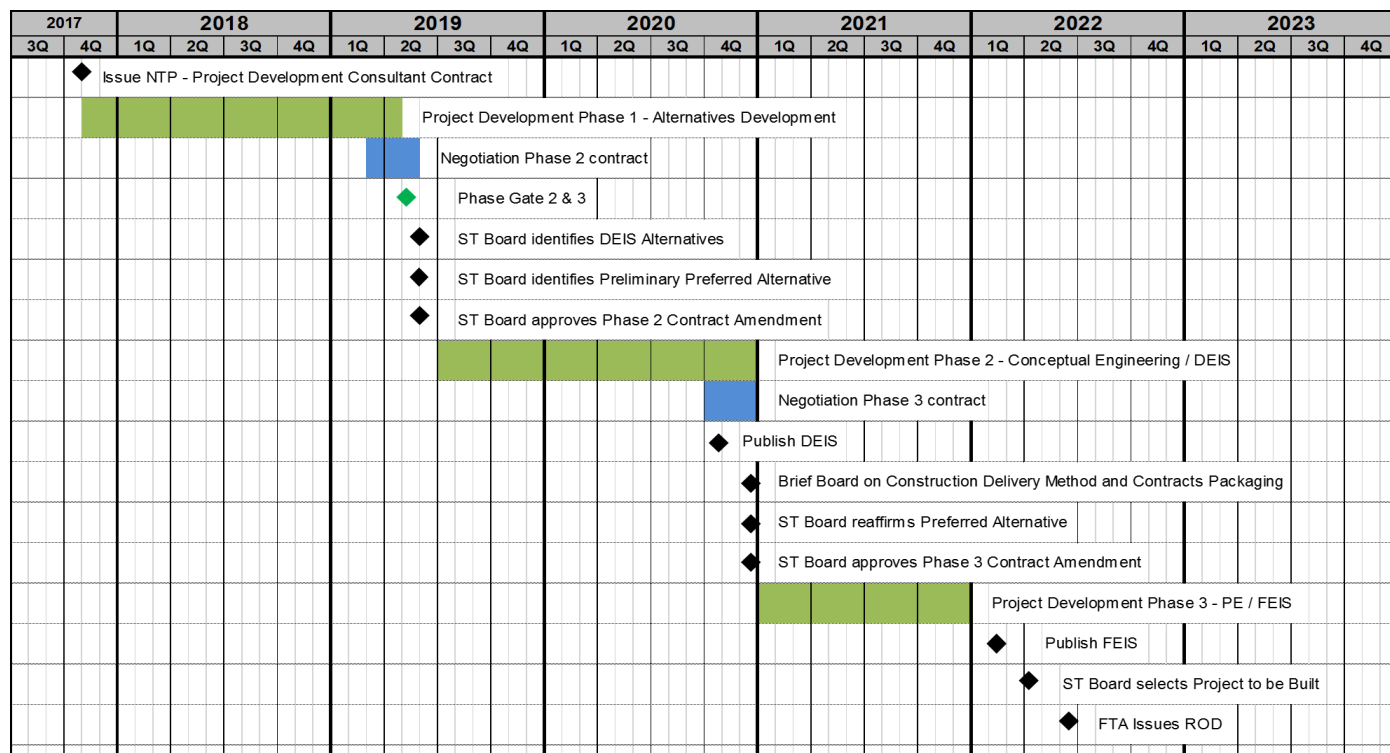 2017 2018 2019 2020 2021 2022 2023
3Q 4Q 1Q 2Q 3Q 4Q 1Q 2Q 3Q 4Q 1Q 2Q 3Q 4Q 1Q 2Q 3Q 4Q 1Q 2Q 3Q 4Q 1Q 2Q 3Q 4Q
Issue NTP - Project Development Consultant Contract
Project Development Phase 1 - Alternatives Development
Negotiation Phase 2 contract
Phase Gate 2 & 3
ST Board identifies DEIS Alternatives
ST Board identifies Preliminary Preferred Alternative
ST Board approves Phase 2 Contract Amendment
Project Development Phase 2 - Conceptual Engineering / DEIS
Negotiation Phase 3 contract
Publish DEIS
Brief Board on Construction Delivery Method and Contracts Packaging
ST Board reaffirms Preferred Alternative
ST Board approves Phase 3 Contract Amendment
Project Development Phase 3 - PE / FEIS
Publish FEIS
ST Board selects Project to be Built
FTA Issues ROD